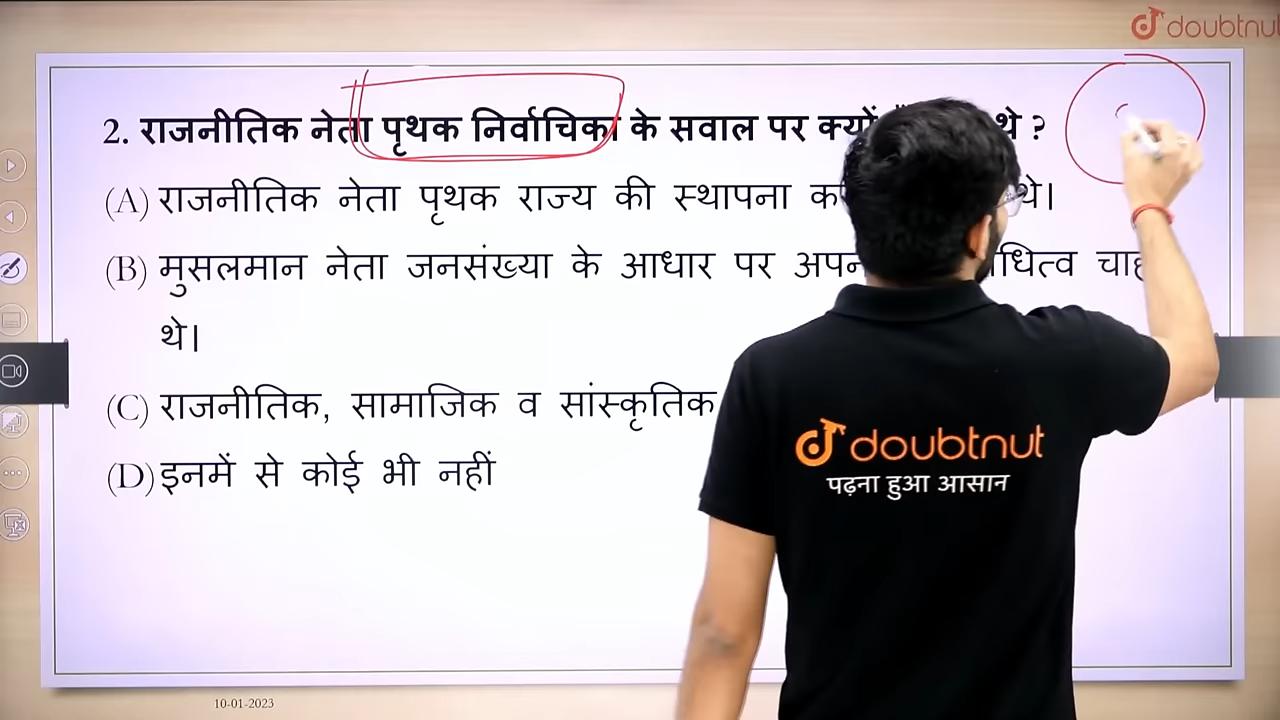 doubtnut
2. राजनीतिक नेता पृथक निर्वाचिका के सवाल पर क्यों थे ?
(A) राजनीतिक नेता पृथक राज्य की स्थापना थे।
(B) मुसलमान नेता जनसंख्या के आधार पर
थे।
(C) राजनीतिक, सामाजिक व सांस्कृतिक
(D) इनमें से कोई भी नहीं
doubtnut
पढ़ना हुआ आसान
10-01-2023